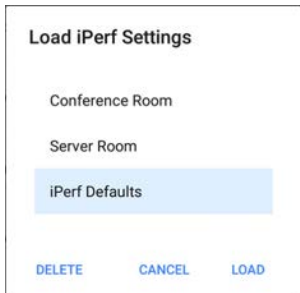 Load iPerf Settings
Conference Room
Server Room
iPerf Defaults
DELETE CANCEL LOAD